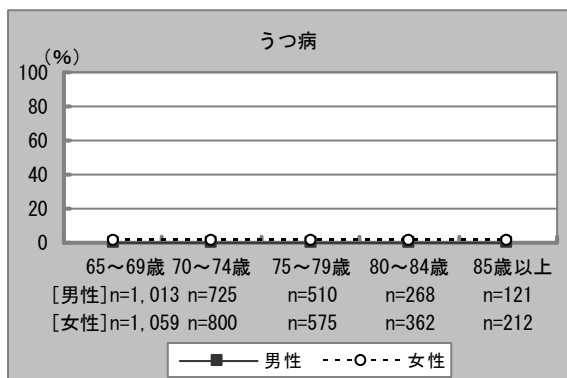 うつ病
(%)
100
80
60
40
20
0
65～69歳 70～74歳 75～79歳 80～84歳 85歳以上
[男性]n=1,013 n=725 n=510 n=268 n=121
[女性]n=1,059 n=800 n=575 n=362 n=212
男性 女性